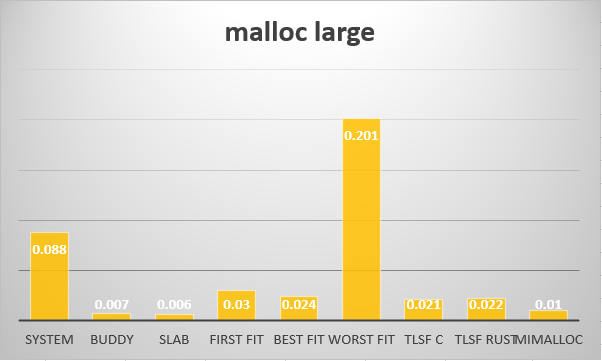 malloc large
0.088 0.007 0.006 0.03 0.024 0.201 0.021 0.022 0.01
SYSTEM BUDDY SLAB FIRST FIT BEST FIT WORST FIT TLSF C TLSF RUST MIMALLOC